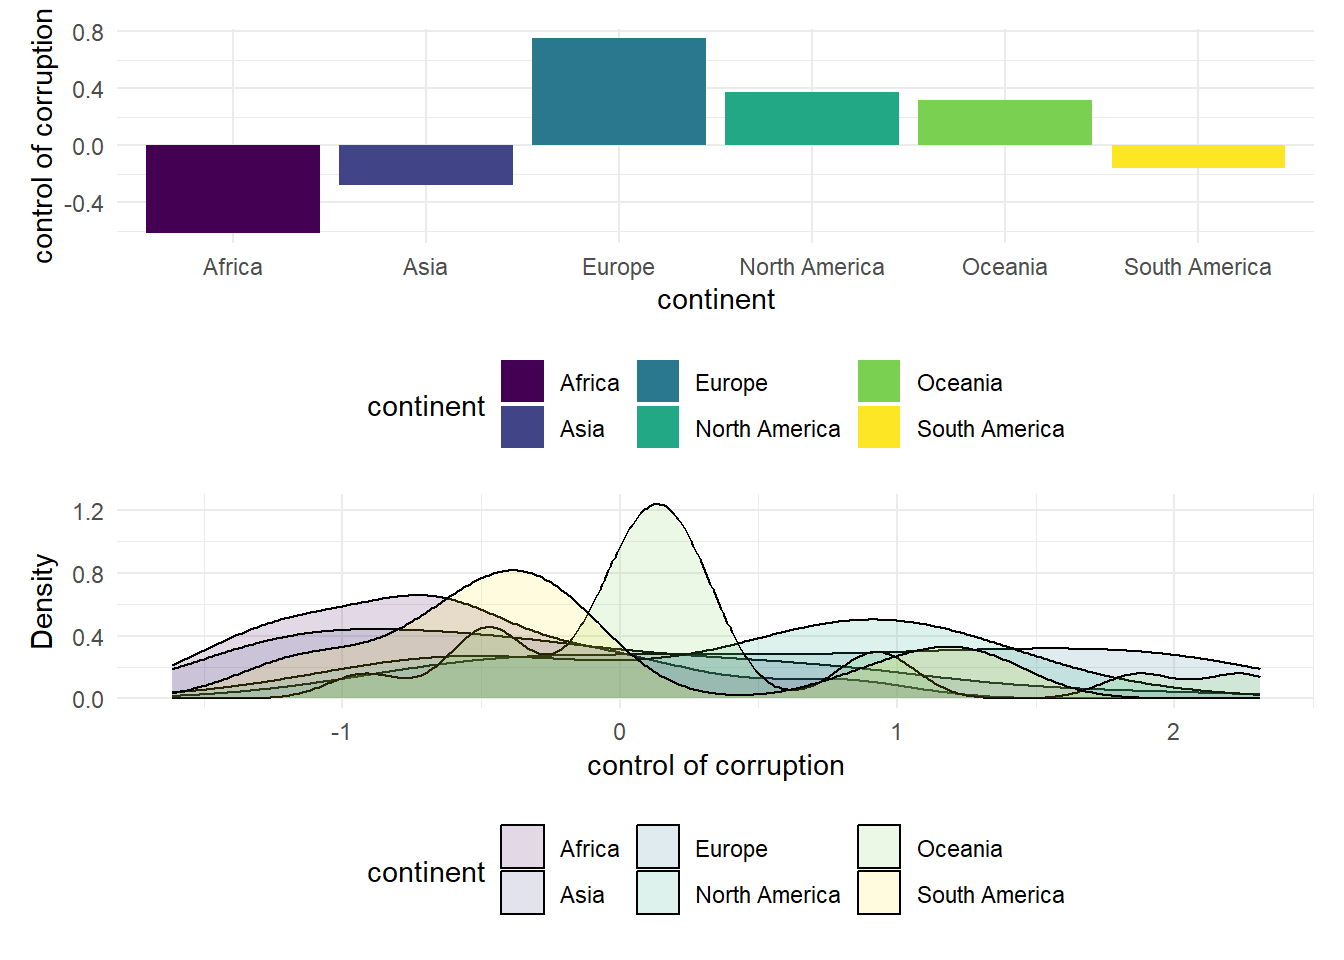 control of corruption
0.8
0.4
0.0
-0.4
Africa Asia Europe North America Oceania South America
continent
continent
Africa Europe Oceania
Asia North America South America
Density
1.2
0.8
0.4
0.0
-1 0 1 2
control of corruption
continent
Africa Europe Oceania
Asia North America South America